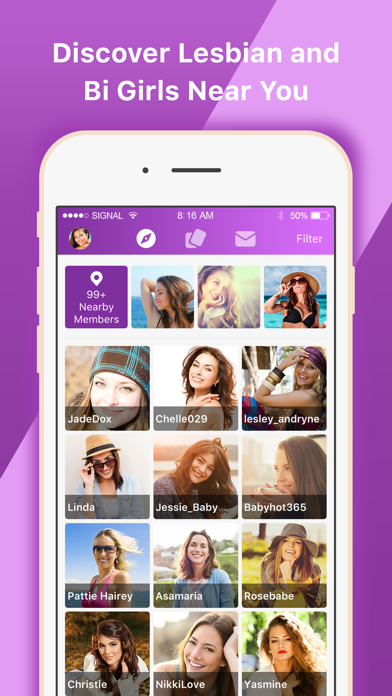 Discover Lesbian and
Bi Girls Near You
SIGNAL 8:16 AM 50%
Filter
99+
Nearby
Members
JadeDox Chelle029 lesley_andryne
Linda Jessie_Baby Babyhot365
Pattie Hairey Asamaria Rosebabe
Christie NikkiLove Yasmine